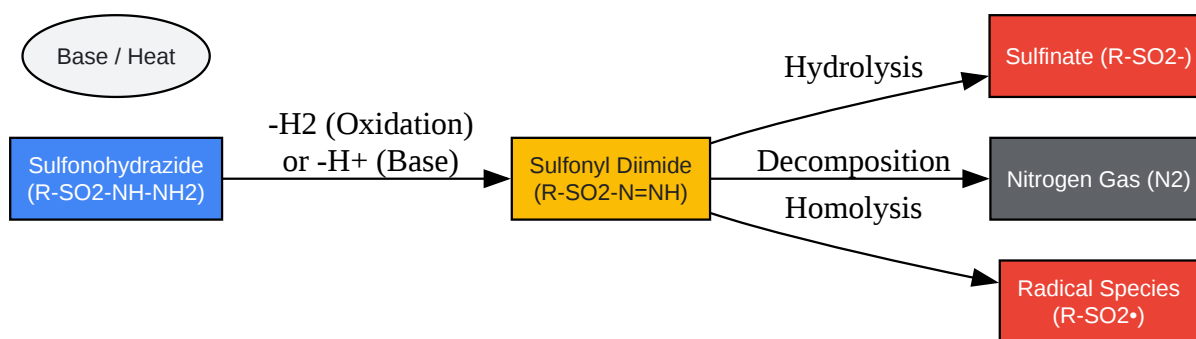 Base / Heat
Sulfonohydrazide
(R-SO2-NH-NH2)
-H2 (Oxidation)
or -H+ (Base)
Sulfonyl Diimide
(R-SO2-N=NH)
Hydrolysis
Sulfinate (R-SO2-)
Decomposition
Nitrogen Gas (N2)
Homolysis
Radical Species
(R-SO2•)